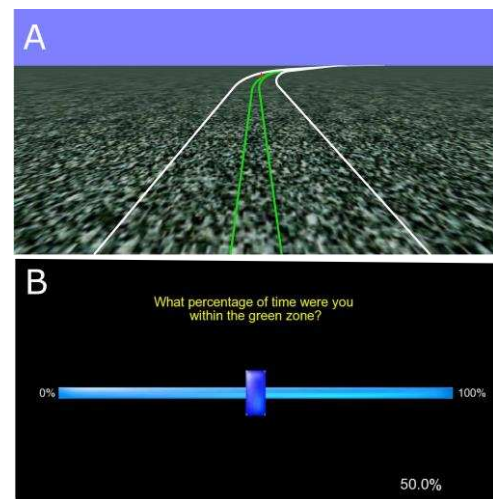 A
B
What percentage of time were you
within the green zone?
0%
100%
50.0%